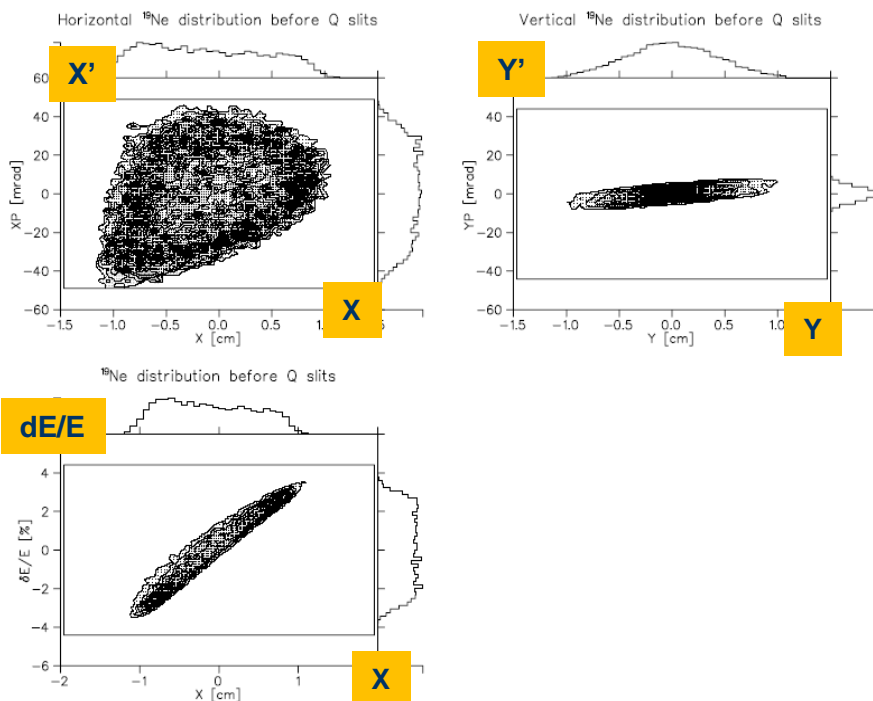 Horizontal ¹⁹Ne distribution before Q slits
X'
60
40
20
0
−20
−40
−60
XP [mrad]
−1.5
−1.0
−0.5
0.0
0.5
X [cm]
X
Vertical ¹⁹Ne distribution before Q slits
Y'
60
40
20
0
−20
−40
−60
YP [mrad]
−1.5
−1.0
−0.5
0.0
0.5
1.0
Y [cm]
Y
¹⁹Ne distribution before Q slits
dE/E
4
2
0
−2
−4
−6
δE/E [%]
−2
−1
0
1
X [cm]
X